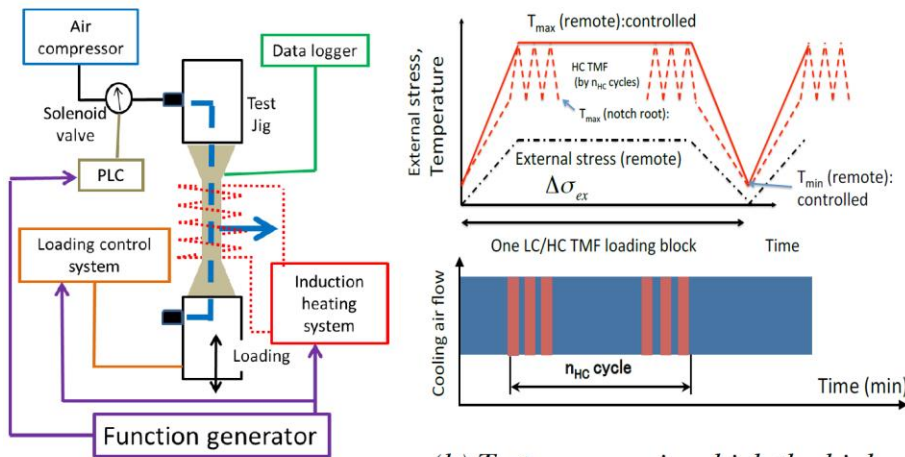 Air
compressor
Data logger
Solenoid
valve
Test
Jig
PLC
Loading control
system
Induction
heating
system
Loading
Function generator
External stress,
Temperature
T_max (remote):controlled
HC TMF
(by n_HC cycles)
T_max (notch root):
External stress (remote)
Δσ_ex
T_min (remote):
controlled
One LC/HC TMF loading block
Time
Cooling air flow
n_HC cycle
Time (min)